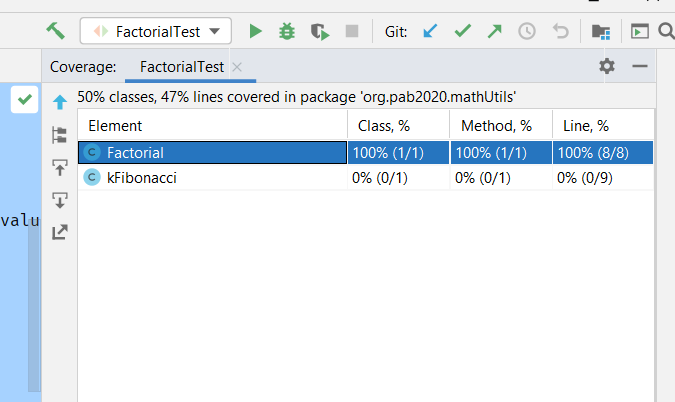 FactorialTest Git:
Coverage: FactorialTest
50% classes, 47% lines covered in package 'org.pab2020.mathUtils'
Element Class, % Method, % Line, %
C Factorial 100% (1/1) 100% (1/1) 100% (8/8)
C kFibonacci 0% (0/1) 0% (0/1) 0% (0/9)
valu